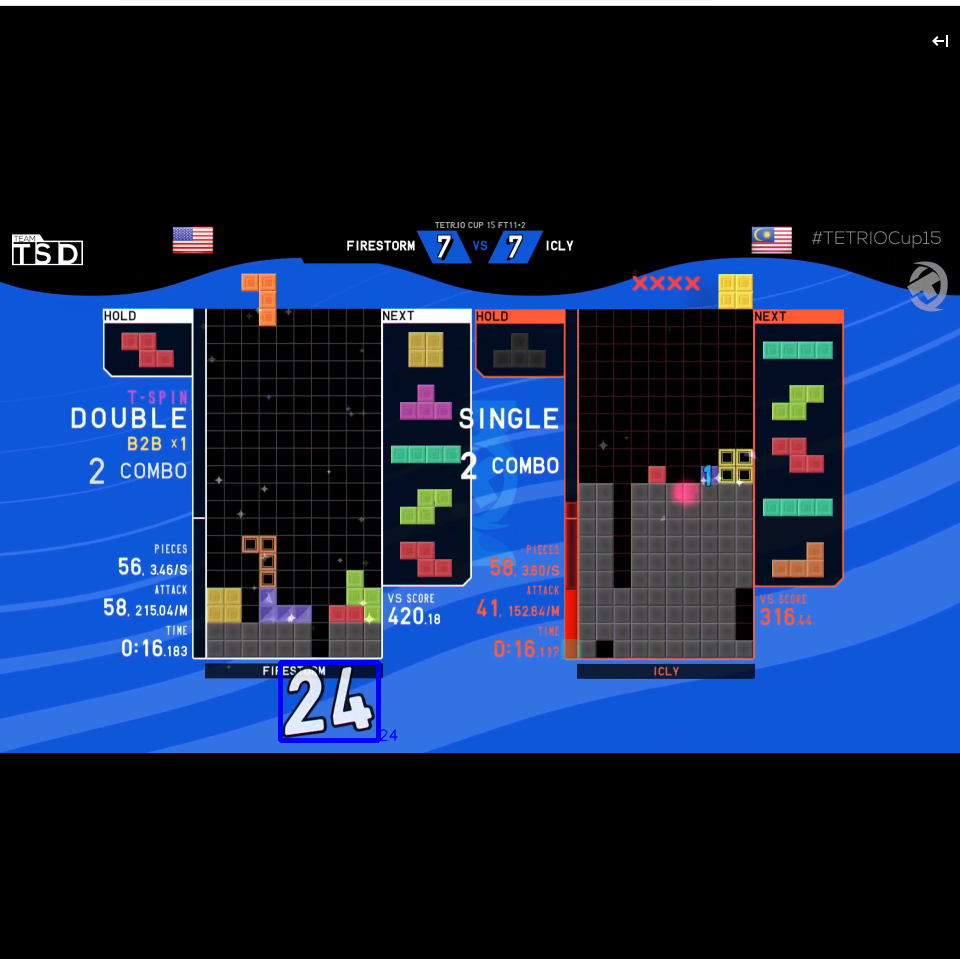 TETR.IO CUP 15 FT11•2
FIRESTORM 7 VS 7 ICLY
#TETRIOCup15
TEAM
TSD
××××
HOLD
NEXT
HOLD
NEXT
T-SPIN
DOUBLE
B2B ×1
2 COMBO
SINGLE
2 COMBO
1
PIECES
56, 3.46/S
ATTACK
58, 215.04/M
TIME
0:16.183
VS SCORE
420.18
PIECES
58, 3.60/S
ATTACK
41, 152.64/M
TIME
0:16.117
VS SCORE
316.44
FIRESTORM
ICLY
24
24